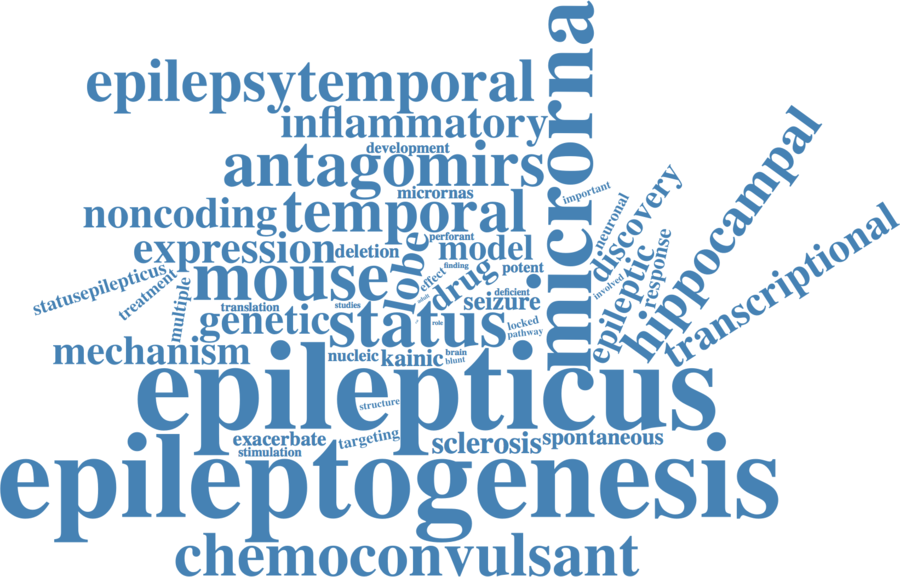 epilepsytemporal
inflammatory
development
antagomirs
micrornas
microrna
important
noncoding
temporal
neuronal
discovery
hippocampal
expression
deletion
perforant
model
lobe
finding
effect
drug
potent
epileptic
response
involved
transcriptional
statusepilepticus
treatment
multiple
mouse
adult
deficient
seizure
translation
studies
genetic
status
role
locked
pathway
mechanism
nucleic
kainic
brain
blunt
epilepticus
structure
exacerbate
targeting
sclerosis
spontaneous
stimulation
epileptogenesis
chemoconvulsant